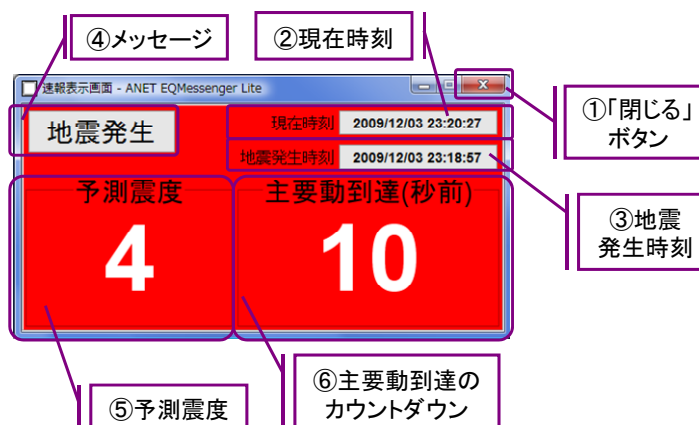 ④メッセージ
②現在時刻
速報表示画面 - ANET EQMessenger Lite
①「閉じる」
ボタン
地震発生
現在時刻 2009/12/03 23:20:27
地震発生時刻 2009/12/03 23:18:57
予測震度
主要動到達(秒前)
4
10
③地震
発生時刻
⑤予測震度
⑥主要動到達の
カウントダウン